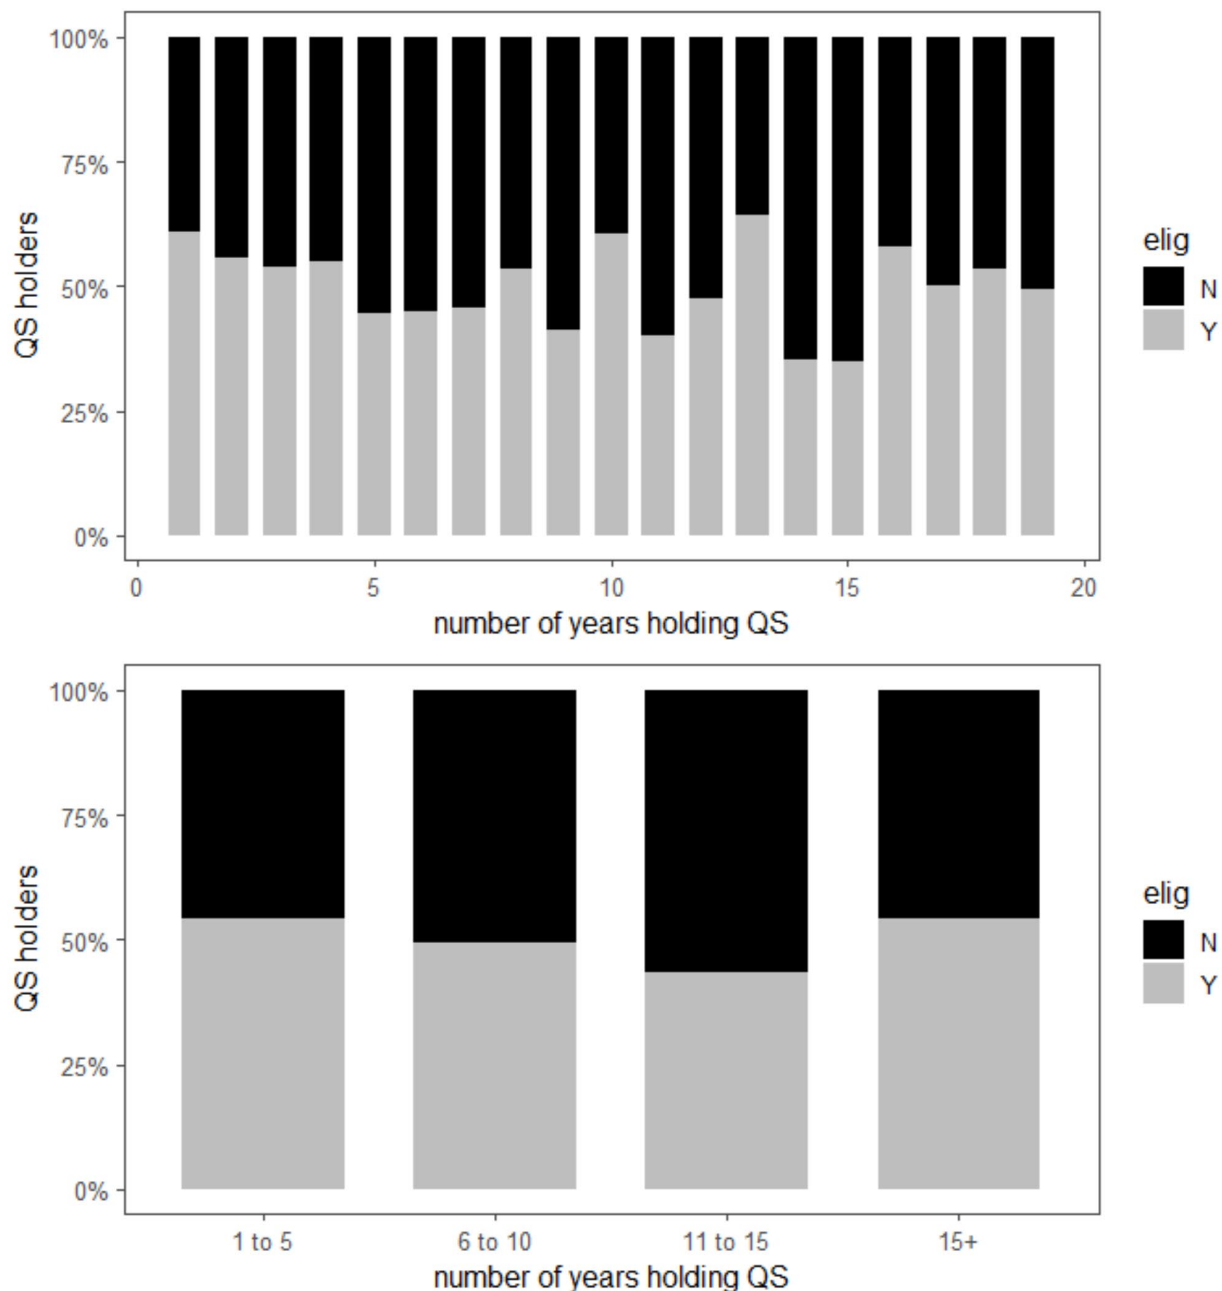 100%
75%
50%
25%
0%
QS holders
0 5 10 15 20
number of years holding QS
elig
N
Y
100%
75%
50%
25%
0%
QS holders
1 to 5 6 to 10 11 to 15 15+
number of years holding QS
elig
N
Y